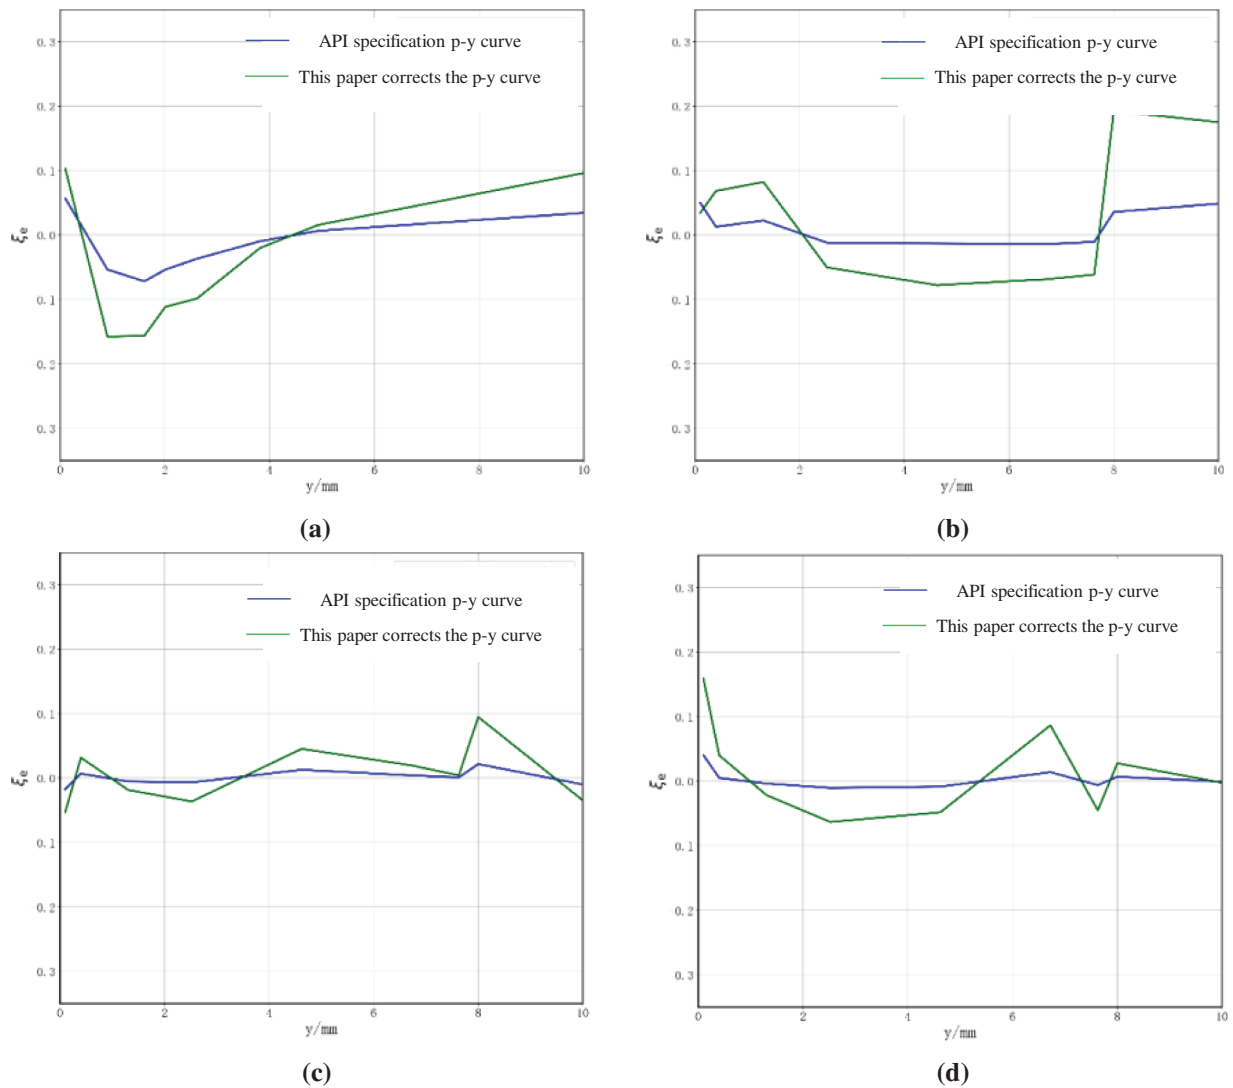 API specification p-y curve
This paper corrects the p-y curve
0.3
0.2
0.1
0.0
0.1
0.2
0.3
ξe
0 2 4 6 8 10
y/mm
(a)
API specification p-y curve
This paper corrects the p-y curve
0.3
0.2
0.1
0.0
0.1
0.2
0.3
ξe
0 2 4 6 8 10
y/mm
(b)
API specification p-y curve
This paper corrects the p-y curve
0.3
0.2
0.1
0.0
0.1
0.2
0.3
ξe
0 2 4 6 8 10
y/mm
(c)
API specification p-y curve
This paper corrects the p-y curve
0.3
0.2
0.1
0.0
0.1
0.2
0.3
ξe
0 2 4 6 8 10
y/mm
(d)